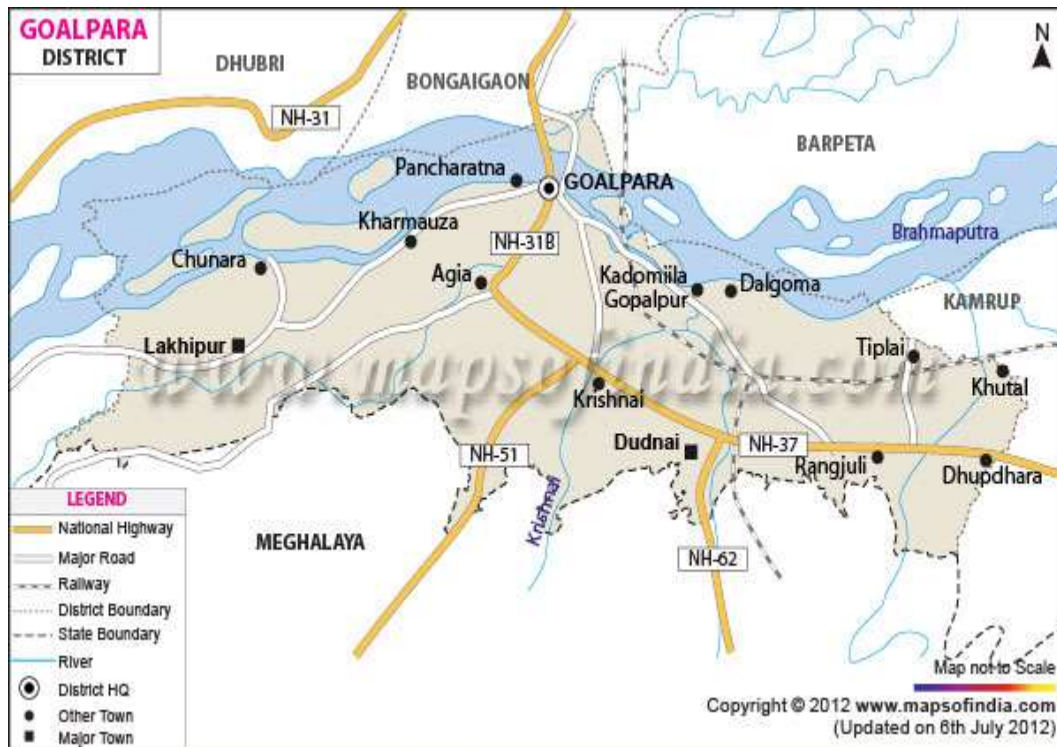 GOALPARA
DISTRICT
N
DHUBRI
BONGAIGAON
NH-31
BARPETA
Pancharatna
GOALPARA
Kharmauza
NH-31B
Brahmaputra
Chunara
Agia
Kadomiila
Gopalpur
Dalgoma
KAMRUP
Lakhipur
Tiplai
www.mapsofindia.com
Khutal
Krishnai
Dudnai
NH-37
NH-51
Rangjuli
Dhupdhara
LEGEND
National Highway
Major Road
Railway
District Boundary
State Boundary
River
District HQ
Other Town
Major Town
MEGHALAYA
Krishnai
NH-62
Map not to Scale
Copyright © 2012 www.mapsofindia.com
(Updated on 6th July 2012)